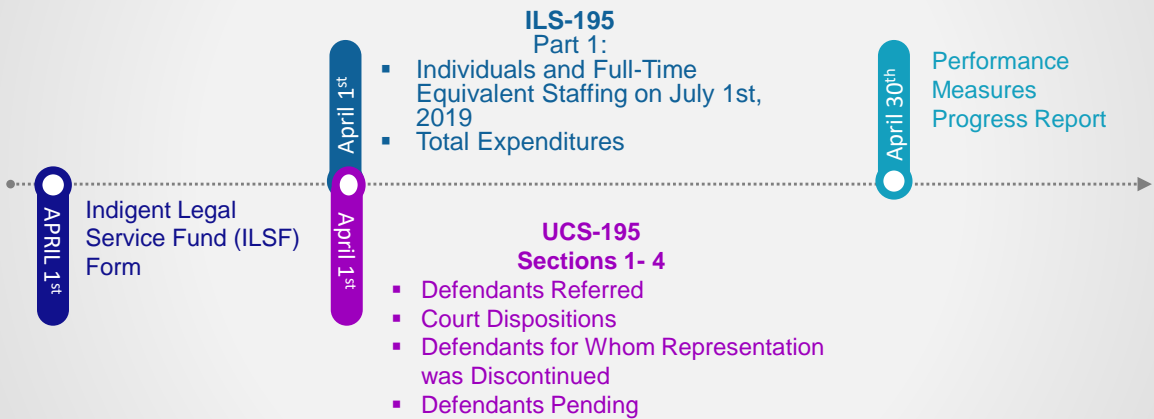 APRIL 1st
Indigent Legal
Service Fund (ILSF)
Form
April 1st
ILS-195
Part 1:
▪ Individuals and Full-Time
Equivalent Staffing on July 1st,
2019
▪ Total Expenditures
April 1st
UCS-195
Sections 1- 4
▪ Defendants Referred
▪ Court Dispositions
▪ Defendants for Whom Representation
was Discontinued
▪ Defendants Pending
April 30th
Performance
Measures
Progress Report